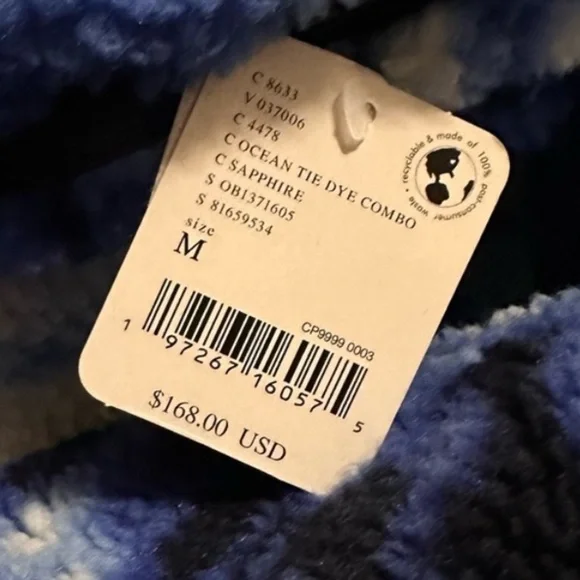 C 8633
V 037006
C 4478
C OCEAN TIE DYE COMBO
C SAPPHIRE
S OB1371605
S 81659534
size
M
recyclable & made of 100% post-consumer waste •
CP9999 0003
1 97267 16057 5
$168.00 USD